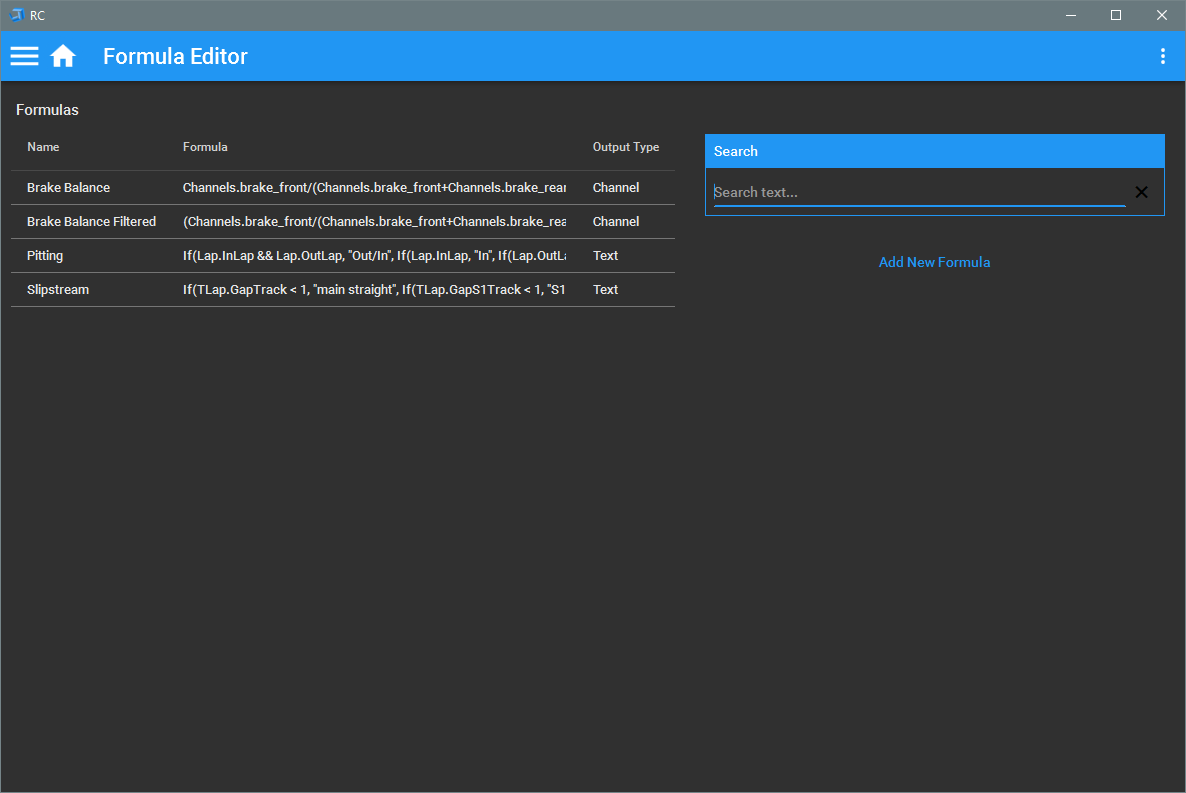 RC
Formula Editor
Formulas
Name Formula Output Type
Brake Balance Channels.brake_front/(Channels.brake_front+Channels.brake_rear Channel
Brake Balance Filtered (Channels.brake_front/(Channels.brake_front+Channels.brake_rea Channel
Pitting If(Lap.InLap && Lap.OutLap, "Out/In", If(Lap.InLap, "In", If(Lap.OutLa Text
Slipstream If(TLap.GapTrack < 1, "main straight", If(TLap.GapS1Track < 1, "S1 Text
Search
Search text...
Add New Formula